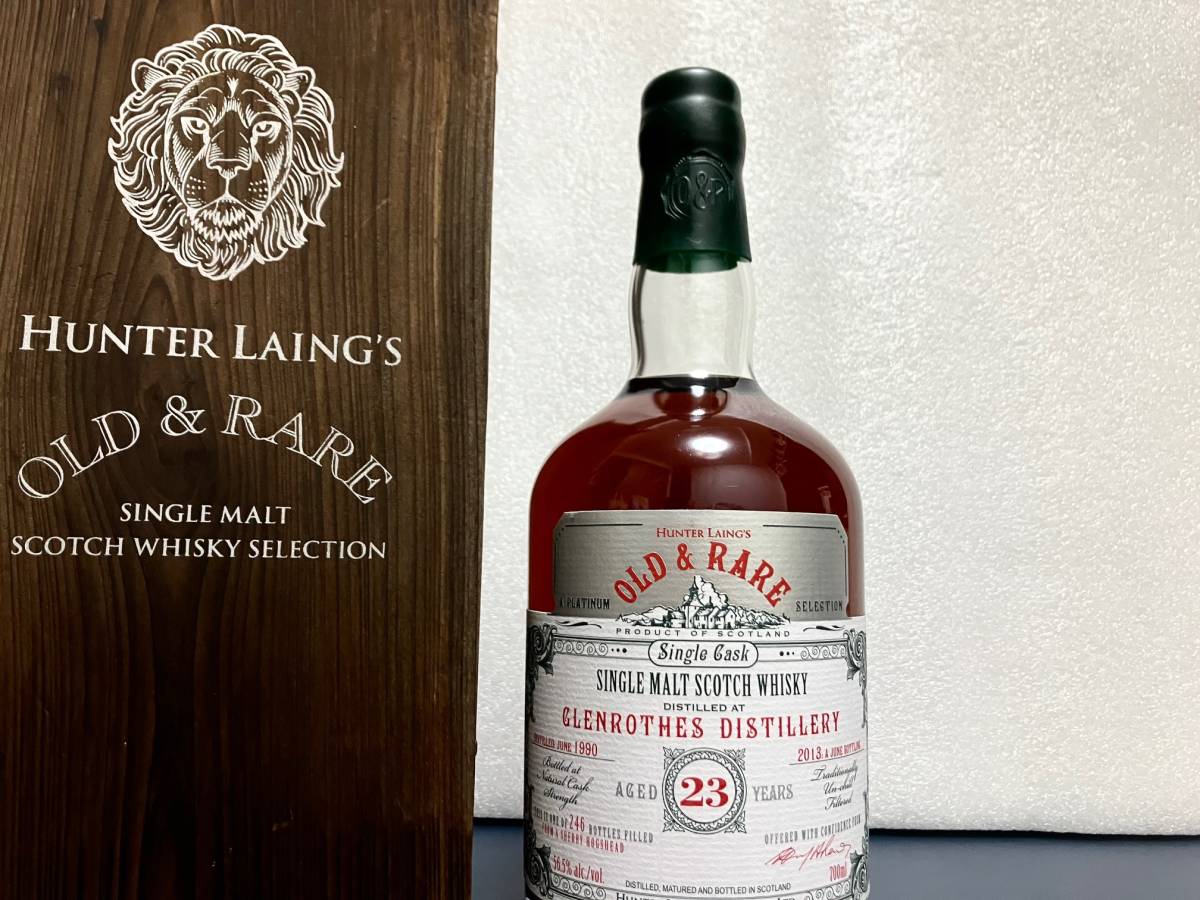 HUNTER LAING'S
OLD & RARE
SINGLE MALT
SCOTCH WHISKY SELECTION
HUNTER LAING'S
OLD & RARE
A PLATINUM SELECTION
PRODUCT OF SCOTLAND
Single Cask
SINGLE MALT SCOTCH WHISKY
DISTILLED AT
GLENROTHES DISTILLERY
DISTILLED: JUNE 1990
2013; A JUNE BOTTLING
Bottled at
Natural Cask
Strength
AGED 23 YEARS
Traditionally
Un-chill
Filtered
THIS IS ONE OF 246 BOTTLES FILLED
FROM A SHERRY HOGSHEAD
OFFERED WITH CONFIDENCE FROM
56.5% alc./vol.
700ml
DISTILLED, MATURED AND BOTTLED IN SCOTLAND